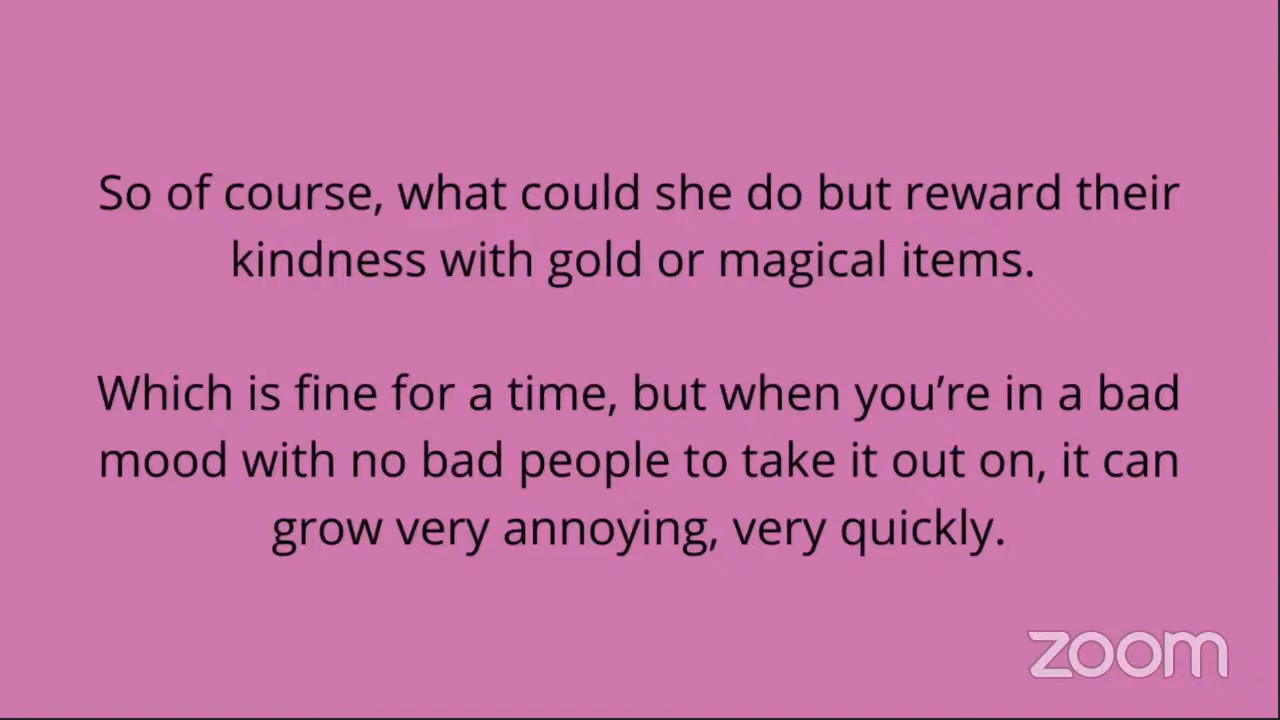 So of course, what could she do but reward their
kindness with gold or magical items.
Which is fine for a time, but when you’re in a bad
mood with no bad people to take it out on, it can
grow very annoying, very quickly.
zoom